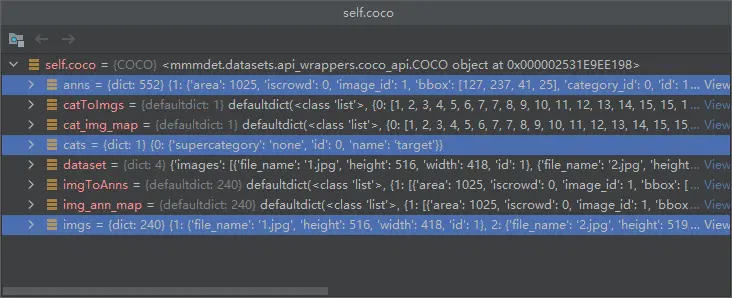 self.coco
self.coco = {COCO} <mmdet.datasets.api_wrappers.coco_api.COCO object at 0x000002531E9EE198>
anns = {dict: 552} {1: {'area': 1025, 'iscrowd': 0, 'image_id': 1, 'bbox': [127, 237, 41, 25], 'category_id': 0, 'id': 1... View
catToImgs = {defaultdict: 1} defaultdict(<class 'list'>, {0: [1, 2, 3, 4, 5, 6, 7, 7, 8, 9, 10, 11, 12, 13, 14, 15, 15, 1... View
cat_img_map = {defaultdict: 1} defaultdict(<class 'list'>, {0: [1, 2, 3, 4, 5, 6, 7, 7, 8, 9, 10, 11, 12, 13, 14, 15, 15,... View
cats = {dict: 1} {0: {'supercategory': 'none', 'id': 0, 'name': 'target'}}
dataset = {dict: 4} {'images': [{'file_name': '1.jpg', 'height': 516, 'width': 418, 'id': 1}, {'file_name': '2.jpg', 'height... View
imgToAnns = {defaultdict: 240} defaultdict(<class 'list'>, {1: [{'area': 1025, 'iscrowd': 0, 'image_id': 1, 'bbox': [... View
img_ann_map = {defaultdict: 240} defaultdict(<class 'list'>, {1: [{'area': 1025, 'iscrowd': 0, 'image_id': 1, 'bbox... View
imgs = {dict: 240} {1: {'file_name': '1.jpg', 'height': 516, 'width': 418, 'id': 1}, 2: {'file_name': '2.jpg', 'height': 519... View